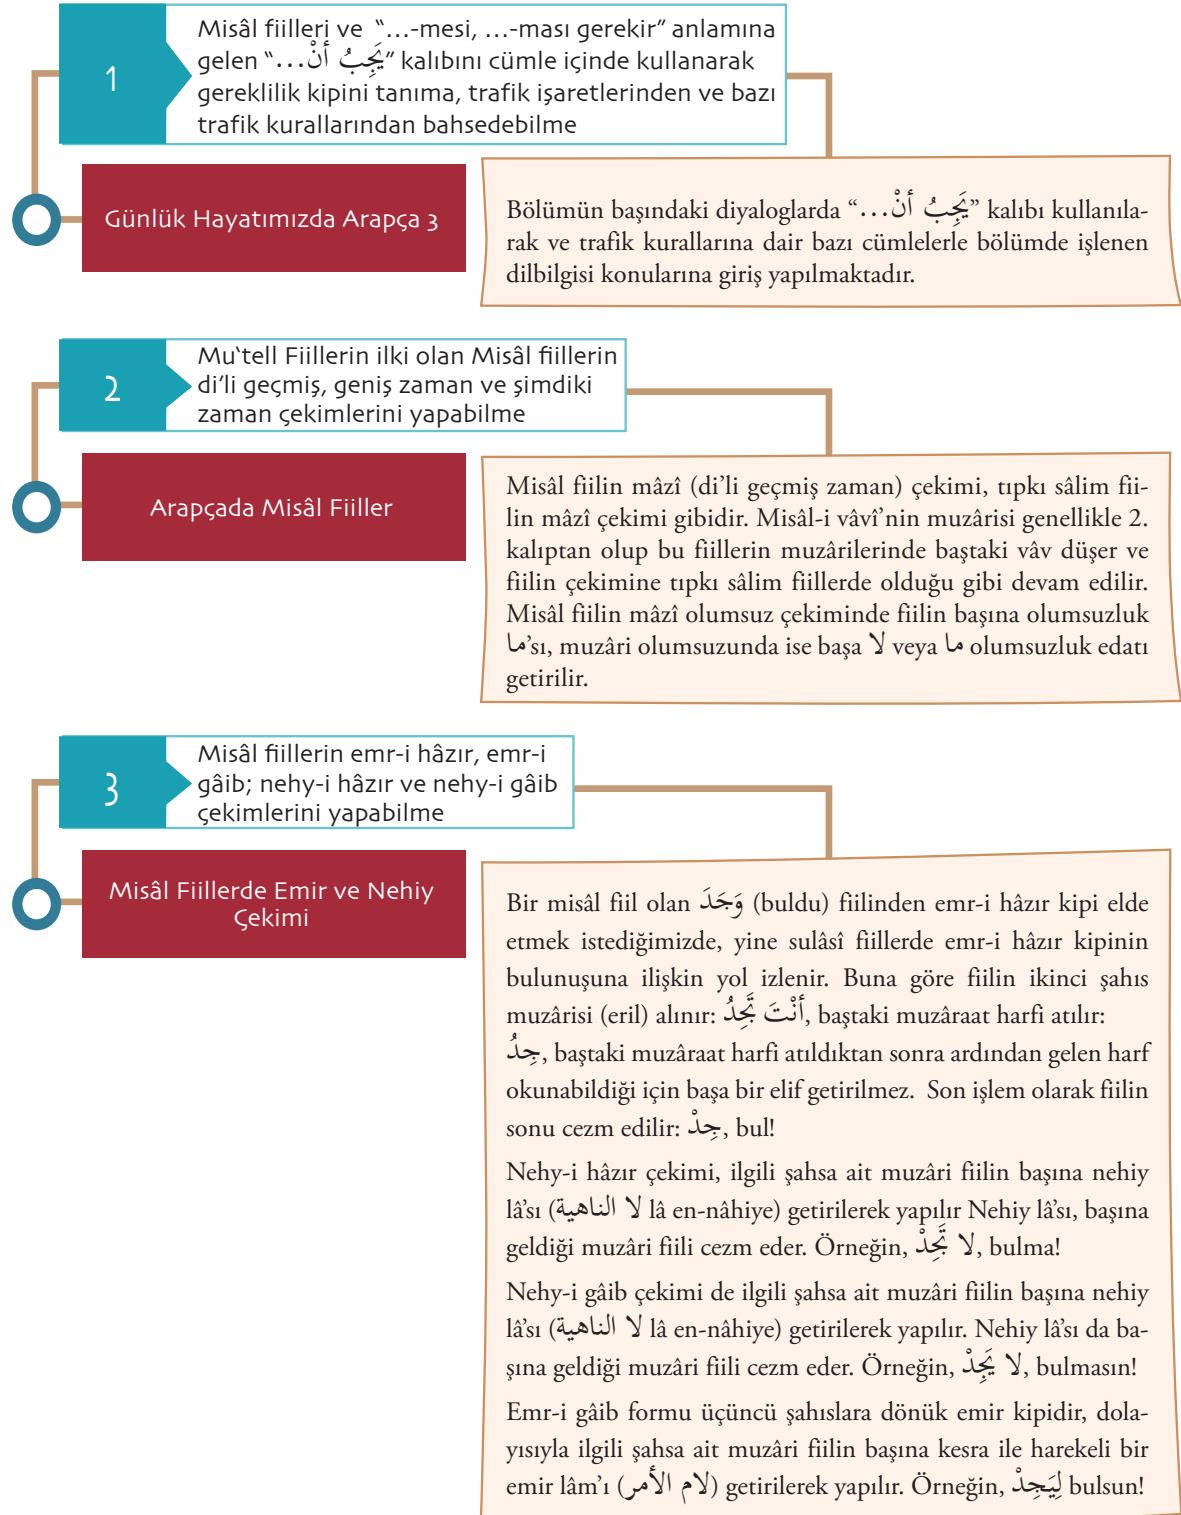 1
Misâl fiilleri ve “…-mesi, …-ması gerekir” anlamına
gelen “يَجِبُ أنْ...” kalıbını cümle içinde kullanarak
gereklilik kipini tanıma, trafik işaretlerinden ve bazı
trafik kurallarından bahsedebilme
Günlük Hayatımızda Arapça 3
Bölümün başındaki diyaloglarda “يَجِبُ أنْ...” kalıbı kullanıla-
rak ve trafik kurallarına dair bazı cümlelerle bölümde işlenen
dilbilgisi konularına giriş yapılmaktadır.
2
Mu‘tell Fiillerin ilki olan Misâl fiillerin
di’li geçmiş, geniş zaman ve şimdiki
zaman çekimlerini yapabilme
Arapçada Misâl Fiiller
Misâl fiilin mâzî (di’li geçmiş zaman) çekimi, tıpkı sâlim fii-
lin mâzî çekimi gibidir. Misâl-i vâvî’nin muzârisi genellikle 2.
kalıptan olup bu fiillerin muzârilerinde baştaki vâv düşer ve
fiilin çekimine tıpkı sâlim fiillerde olduğu gibi devam edilir.
Misâl fiilin mâzî olumsuz çekiminde fiilin başına olumsuzluk
ما’sı, muzâri olumsuzunda ise başa لا veya ما olumsuzluk edatı
getirilir.
3
Misâl fiillerin emr-i hâzır, emr-i
gâib; nehy-i hâzır ve nehy-i gâib
çekimlerini yapabilme
Misâl Fiillerde Emir ve Nehiy
Çekimi
Bir misâl fiil olan وَجَدَ (buldu) fiilinden emr-i hâzır kipi elde
etmek istediğimizde, yine sulâsî fiillerde emr-i hâzır kipinin
bulunuşuna ilişkin yol izlenir. Buna göre fiilin ikinci şahıs
muzârisi (eril) alınır: أنْتَ تَجِدُ, baştaki muzâraat harfi atılır:
جِدُ, baştaki muzâraat harfi atıldıktan sonra ardından gelen harf
okunabildiği için başa bir elif getirilmez. Son işlem olarak fiilin
sonu cezm edilir: جِدْ, bul!
Nehy-i hâzır çekimi, ilgili şahsa ait muzâri fiilin başına nehiy
lâ’sı (لا الناهية lâ en-nâhiye) getirilerek yapılır Nehiy lâ’sı, başına
geldiği muzâri fiili cezm eder. Örneğin, لا تَجِدْ, bulma!
Nehy-i gâib çekimi de ilgili şahsa ait muzâri fiilin başına nehiy
lâ’sı (لا الناهية lâ en-nâhiye) getirilerek yapılır. Nehiy lâ’sı da ba-
şına geldiği muzâri fiili cezm eder. Örneğin, لا يَجِدْ, bulmasın!
Emr-i gâib formu üçüncü şahıslara dönük emir kipidir, dola-
yısıyla ilgili şahsa ait muzâri fiilin başına kesra ile harekeli bir
emir lâm’ı (لام الأمر) getirilerek yapılır. Örneğin, لِيَجِدْ bulsun!